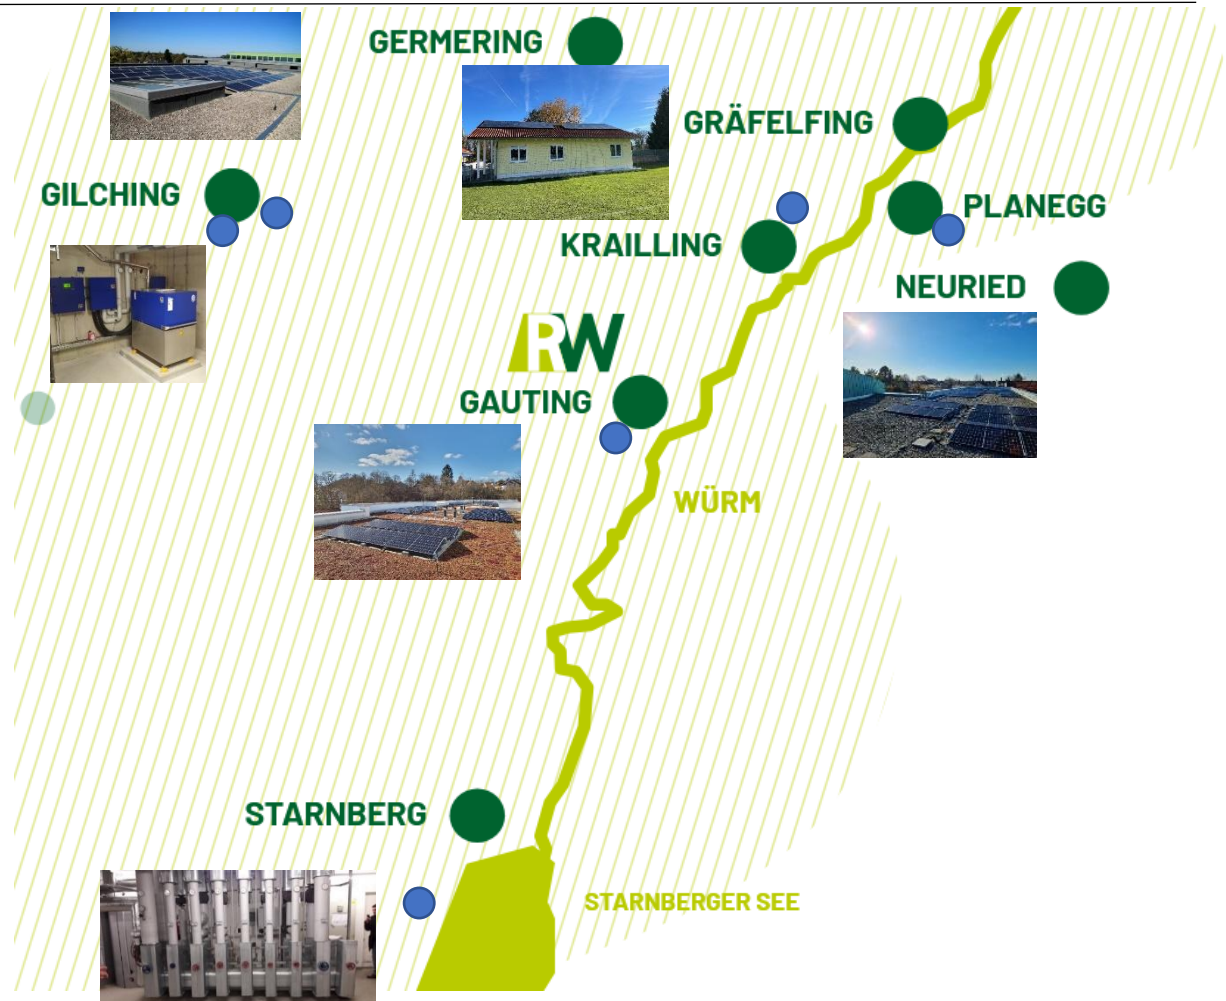 GERMERING
GRÄFELFING
GILCHING
PLANEGG
KRAILLING
NEURIED
RW
GAUTING
WÜRM
STARNBERG
STARNBERGER SEE